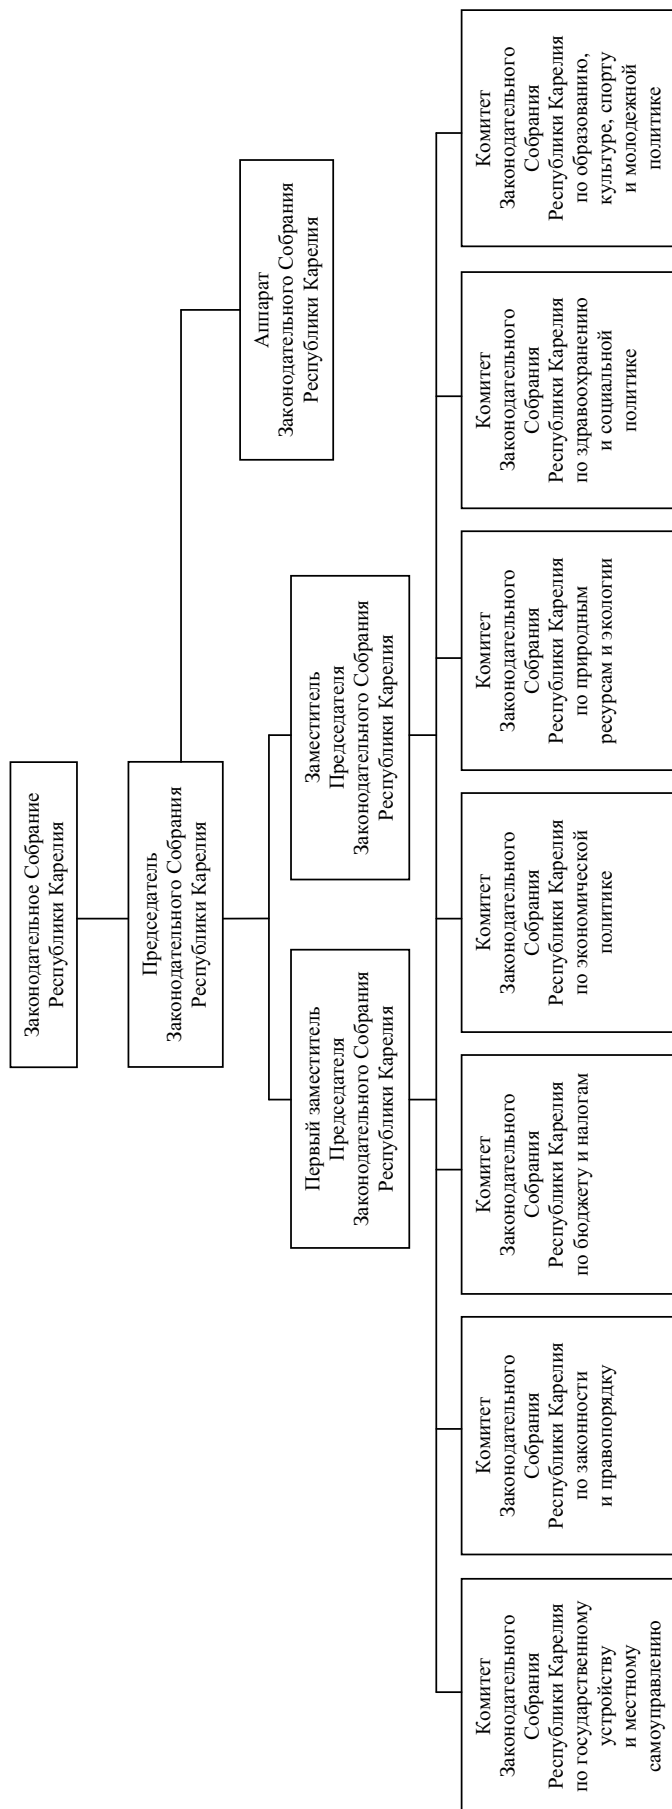 Законодательное Собрание
Республики Карелия
Председатель
Законодательного Собрания
Республики Карелия
Аппарат
Законодательного Собрания
Республики Карелия
Первый заместитель
Председателя
Законодательного Собрания
Республики Карелия
Заместитель
Председателя
Законодательного Собрания
Республики Карелия
Комитет
Законодательного
Собрания
Республики Карелия
по государственному
устройству
и местному
самоуправлению
Комитет
Законодательного
Собрания
Республики Карелия
по законности
и правопорядку
Комитет
Законодательного
Собрания
Республики Карелия
по бюджету и налогам
Комитет
Законодательного
Собрания
Республики Карелия
по экономической
политике
Комитет
Законодательного
Собрания
Республики Карелия
по природным
ресурсам и экологии
Комитет
Законодательного
Собрания
Республики Карелия
по здравоохранению
и социальной
политике
Комитет
Законодательного
Собрания
Республики Карелия
по образованию,
культуре, спорту
и молодежной
политике